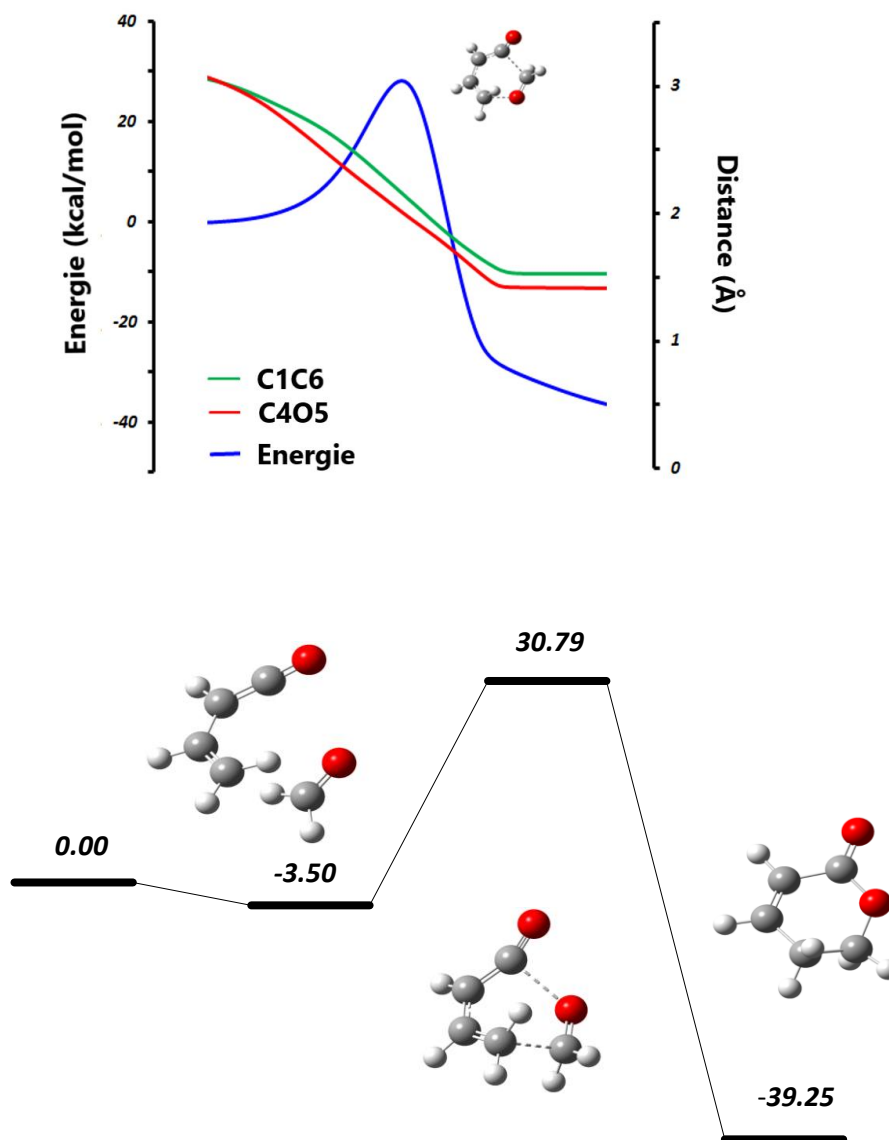 40
20
0
-20
-40
Energie (kcal/mol)
3
2
1
0
Distance (Å)
C1C6
C4O5
Energie
30.79
0.00
-3.50
-39.25